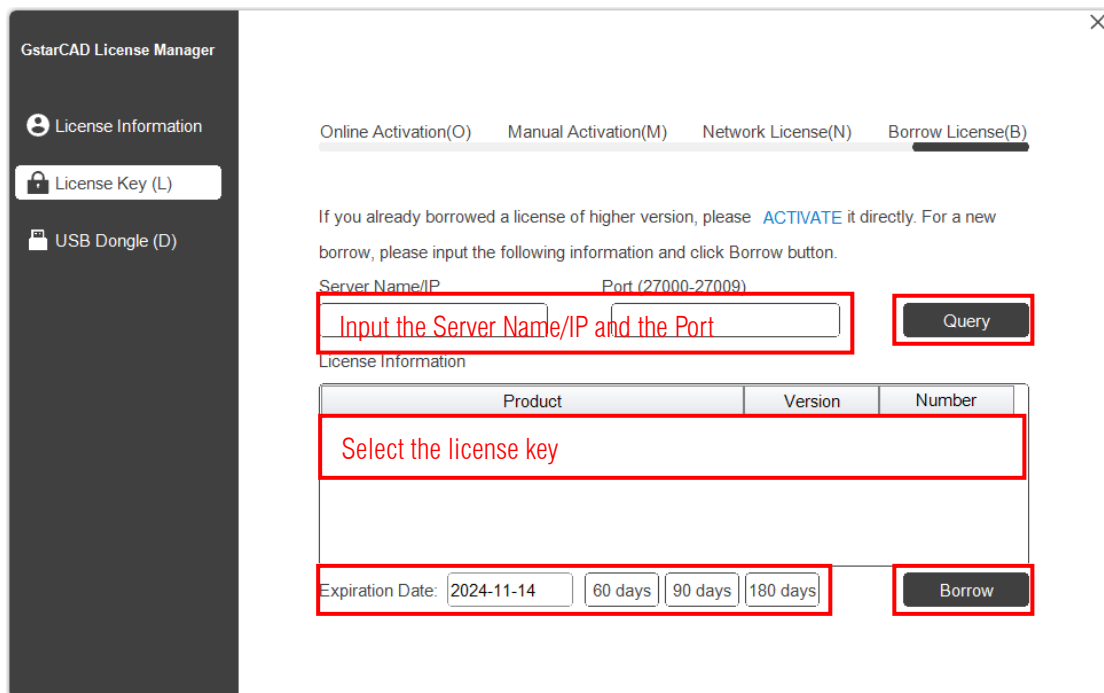 GstarCAD License Manager
License Information
License Key (L)
USB Dongle (D)
Online Activation(O) Manual Activation(M) Network License(N) Borrow License(B)
If you already borrowed a license of higher version, please ACTIVATE it directly. For a new
borrow, please input the following information and click Borrow button.
Server Name/IP Port (27000-27009)
Input the Server Name/IP and the Port
Query
License Information
Product Version Number
Select the license key
Expiration Date: 2024-11-14 60 days 90 days 180 days Borrow